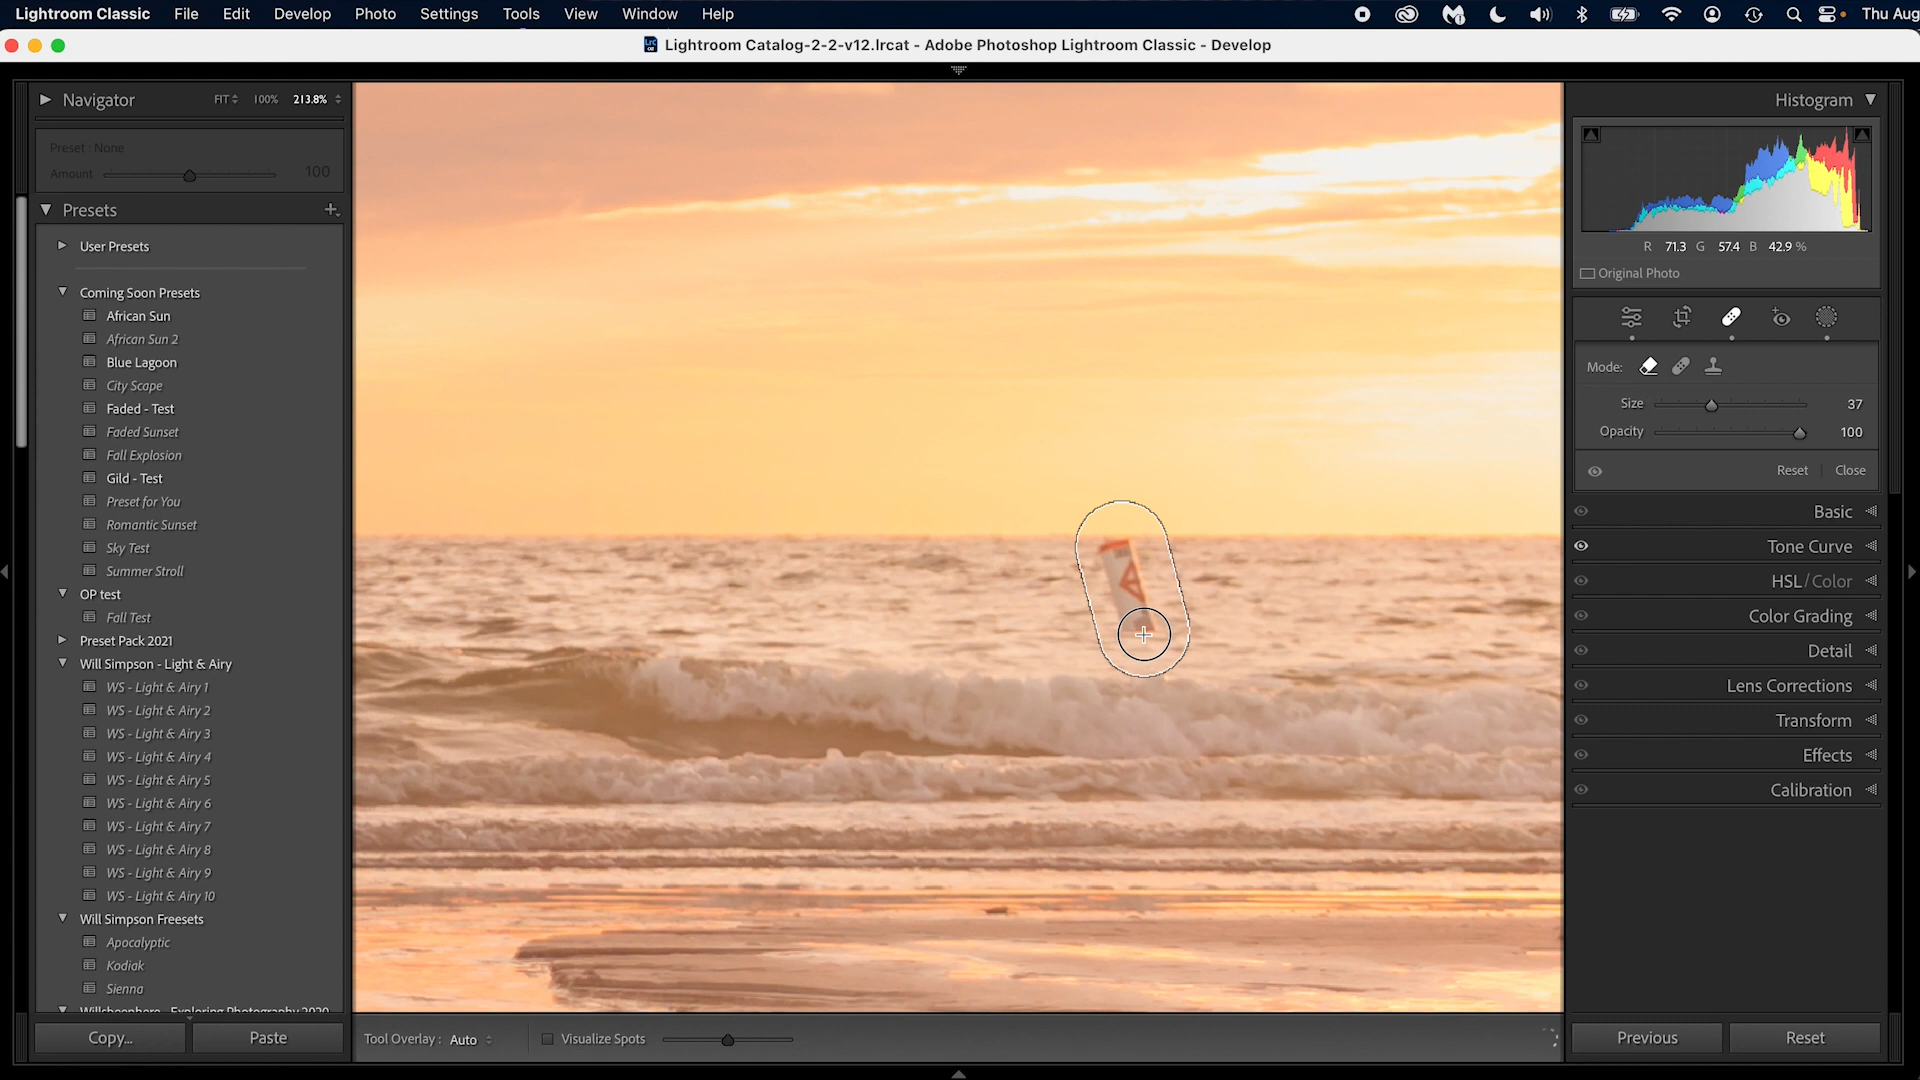 Lightroom Classic File Edit Develop Photo Settings Tools View Window Help Thu Aug
Lightroom Catalog-2-2-v12.lrcat - Adobe Photoshop Lightroom Classic - Develop
Navigator FIT 100% 213.8%
Preset : None
Amount 100
Presets
User Presets
Coming Soon Presets
African Sun
African Sun 2
Blue Lagoon
City Scape
Faded - Test
Faded Sunset
Fall Explosion
Gild - Test
Preset for You
Romantic Sunset
Sky Test
Summer Stroll
OP test
Fall Test
Preset Pack 2021
Will Simpson - Light & Airy
WS - Light & Airy 1
WS - Light & Airy 2
WS - Light & Airy 3
WS - Light & Airy 4
WS - Light & Airy 5
WS - Light & Airy 6
WS - Light & Airy 7
WS - Light & Airy 8
WS - Light & Airy 9
WS - Light & Airy 10
Will Simpson Freesets
Apocalyptic
Kodiak
Sienna
Copy... Paste
Tool Overlay : Auto Visualize Spots
Histogram
R 71.3 G 57.4 B 42.9 %
Original Photo
Mode:
Size 37
Opacity 100
Reset Close
Basic
Tone Curve
HSL / Color
Color Grading
Detail
Lens Corrections
Transform
Effects
Calibration
Previous Reset